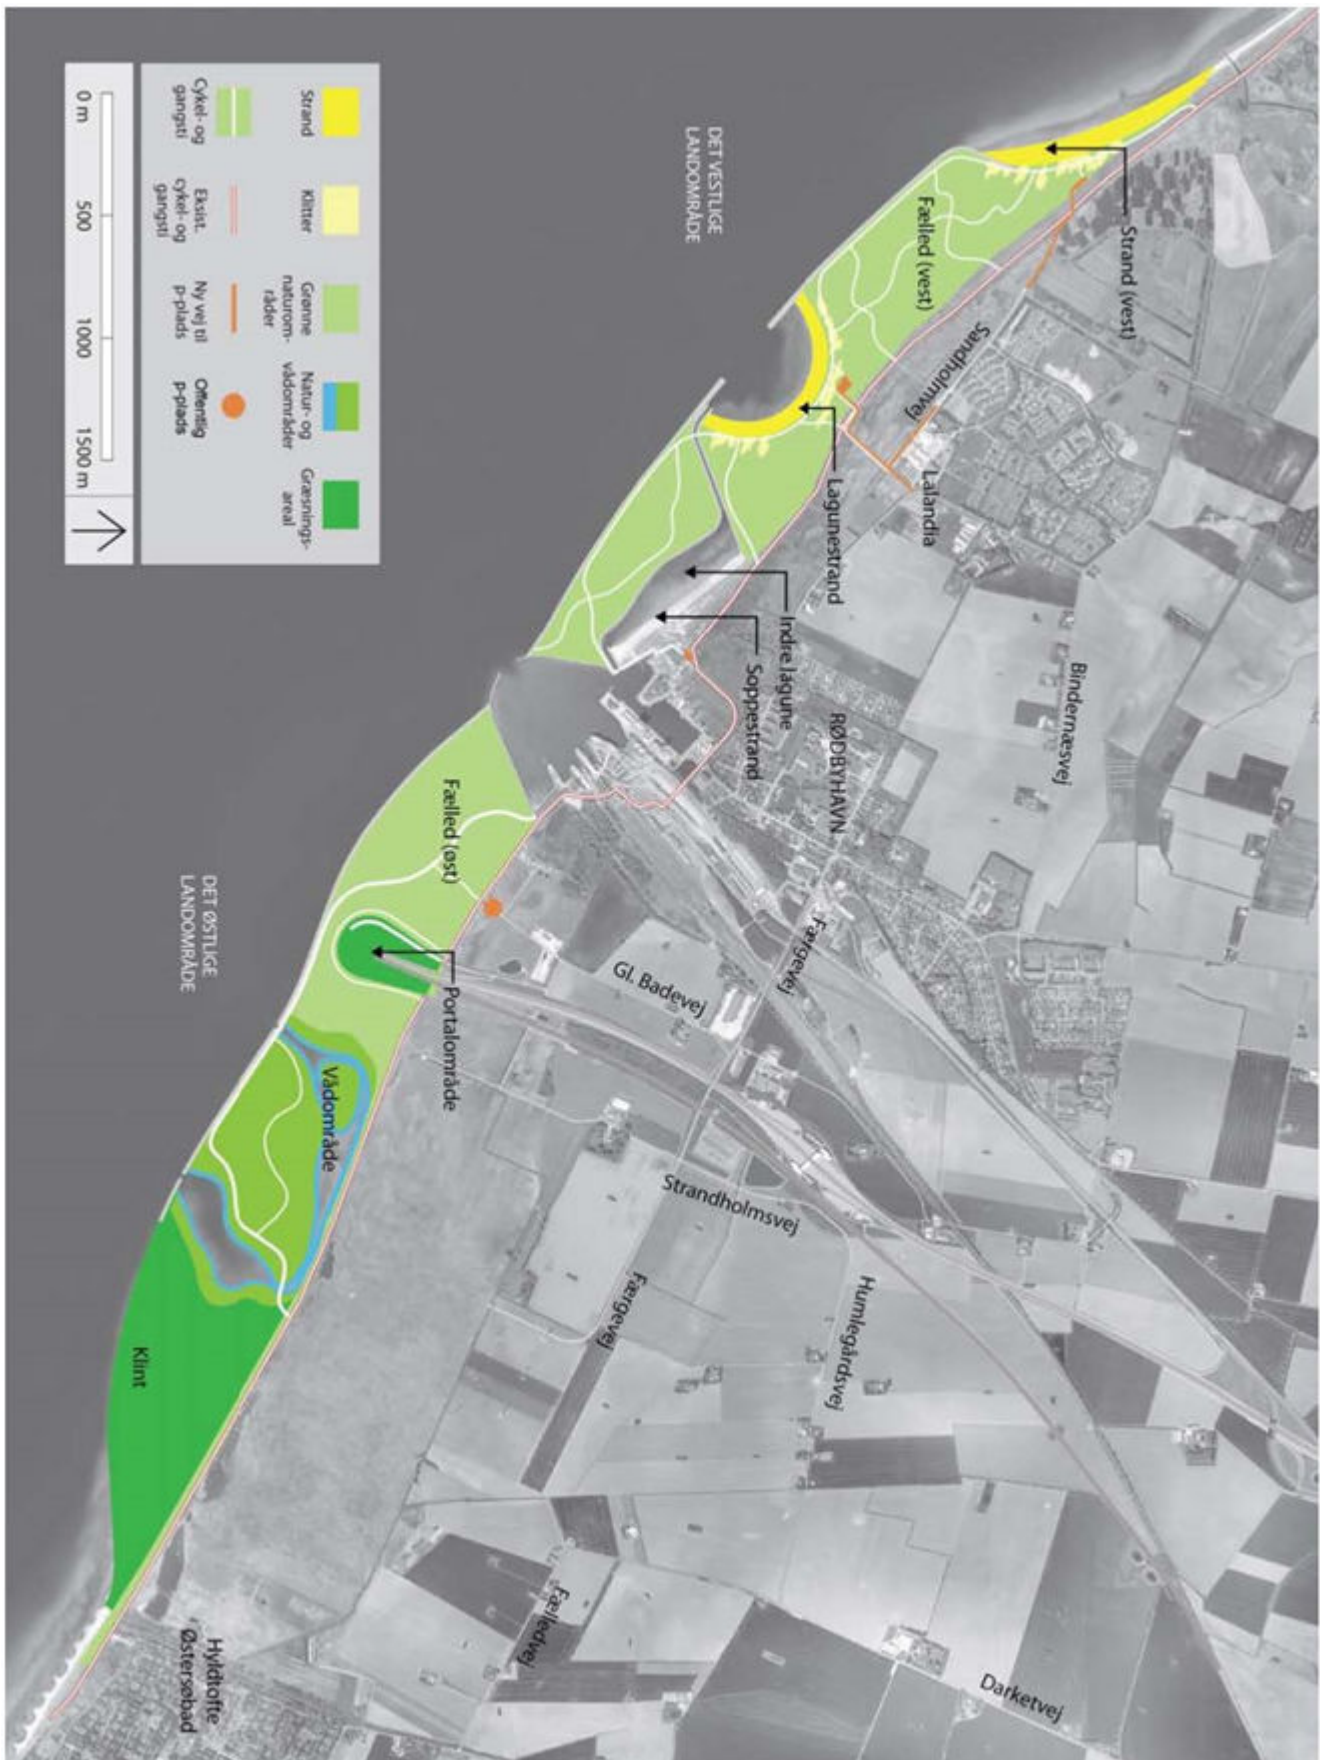 Strand (vest)
Fælled (vest)
Sandholmvej
Lalandia
Lagunestrand
Indre lagune
Soppestrand
Bindernæsvej
RØDBYHAVN
Færgevej
Gl. Badevej
Fælled (øst)
Portalområde
Vådområde
Strandholmsvej
Færgevej
Humlegårdsvej
Klint
Fælledvej
Darketvej
Hyldtofte
Østersøbad
DET VESTLIGE
LANDOMRÅDE
DET ØSTLIGE
LANDOMRÅDE
Strand
Klitter
Grønne
naturom-
råder
Natur- og
vådområder
Græsnings-
areal
Cykel- og
gangsti
Eksist.
cykel- og
gangsti
Ny vej til
p-plads
Offentlig
p-plads
0 m
500
1000
1500 m